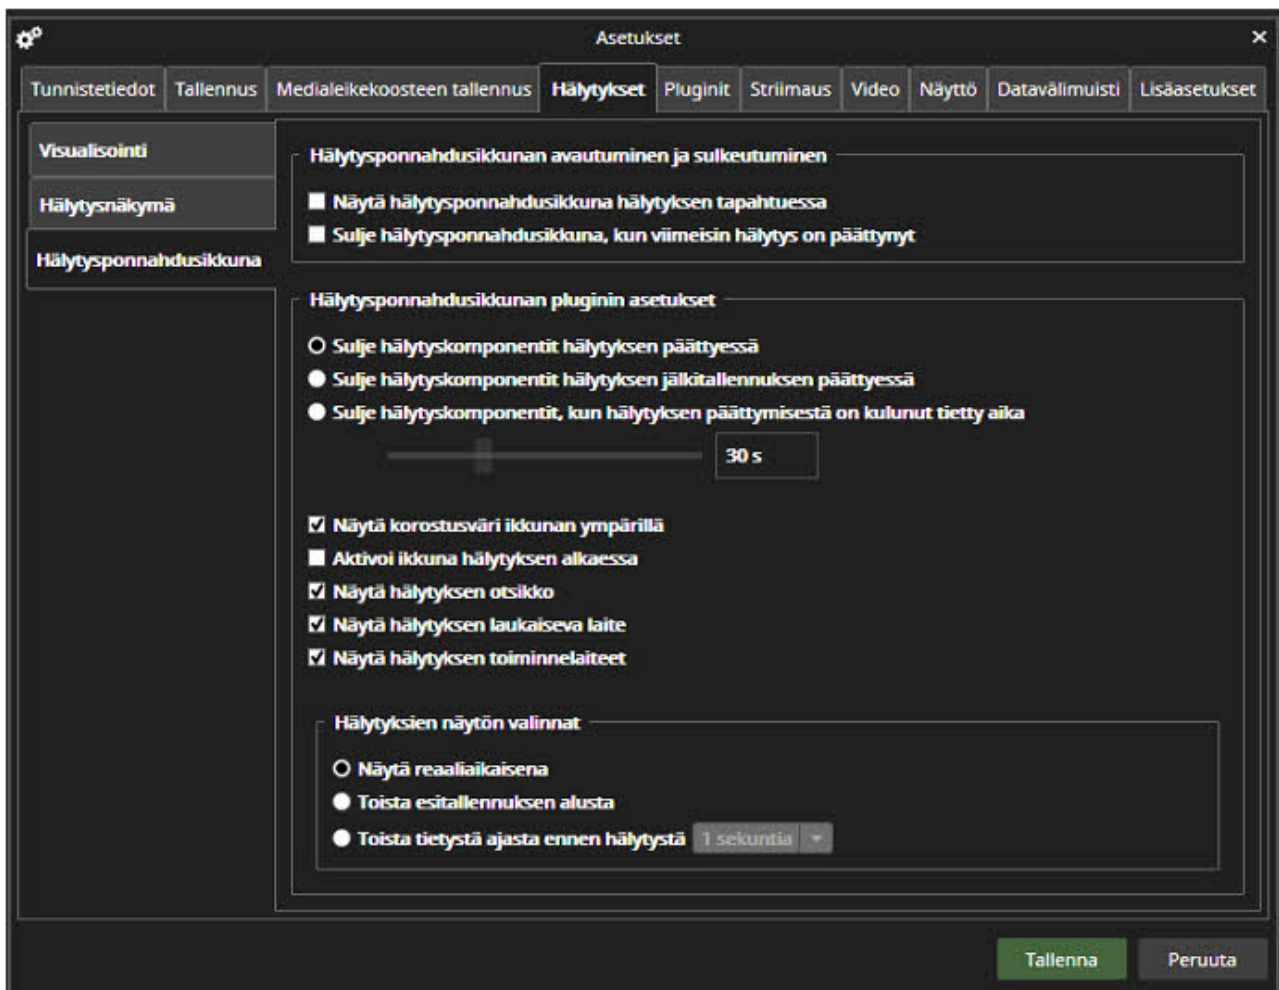 Asetukset
Tunnistetiedot Tallennus Medialeikekoosteen tallennus Hälytykset Pluginit Striimaus Video Näyttö Datavälimuisti Lisäasetukset
Visualisointi
Hälytysnäkymä
Hälytysponnahdusikkuna
Hälytysponnahdusikkunan avautuminen ja sulkeutuminen
Näytä hälytysponnahdusikkuna hälytyksen tapahtuessa
Sulje hälytysponnahdusikkuna, kun viimeisin hälytys on päättynyt
Hälytysponnahdusikkunan pluginin asetukset
Sulje hälytyskomponentit hälytyksen päättyessä
Sulje hälytyskomponentit hälytyksen jälkitallennuksen päättyessä
Sulje hälytyskomponentit, kun hälytyksen päättymisestä on kulunut tietty aika
30 s
Näytä korostusväri ikkunan ympärillä
Aktivoi ikkuna hälytyksen alkaessa
Näytä hälytyksen otsikko
Näytä hälytyksen laukaiseva laite
Näytä hälytyksen toiminnelaiteet
Hälytyksien näytön valinnat
Näytä reaaliaikaisena
Toista esitallennuksen alusta
Toista tietystä ajasta ennen hälytystä 1 sekuntia
Tallenna Peruuta